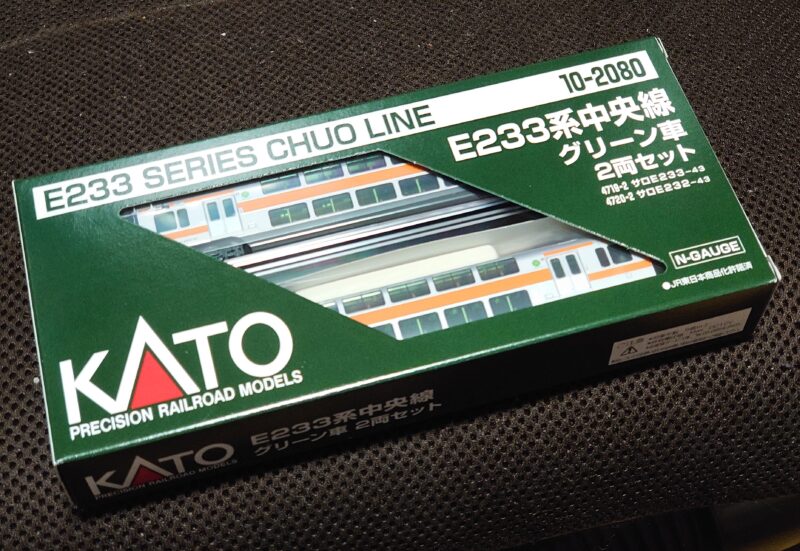 10-2080
E233 SERIES CHUO LINE
E233系中央線
グリーン車
2両セット
4718-2 サロE233-43
4720-2 サロE232-43
N-GAUGE
●JR東日本商品化許諾済
KATO
PRECISION RAILROAD MODELS
E233系中央線
グリーン車 2両セット
KATO
PRECISION RAILROAD MODELS